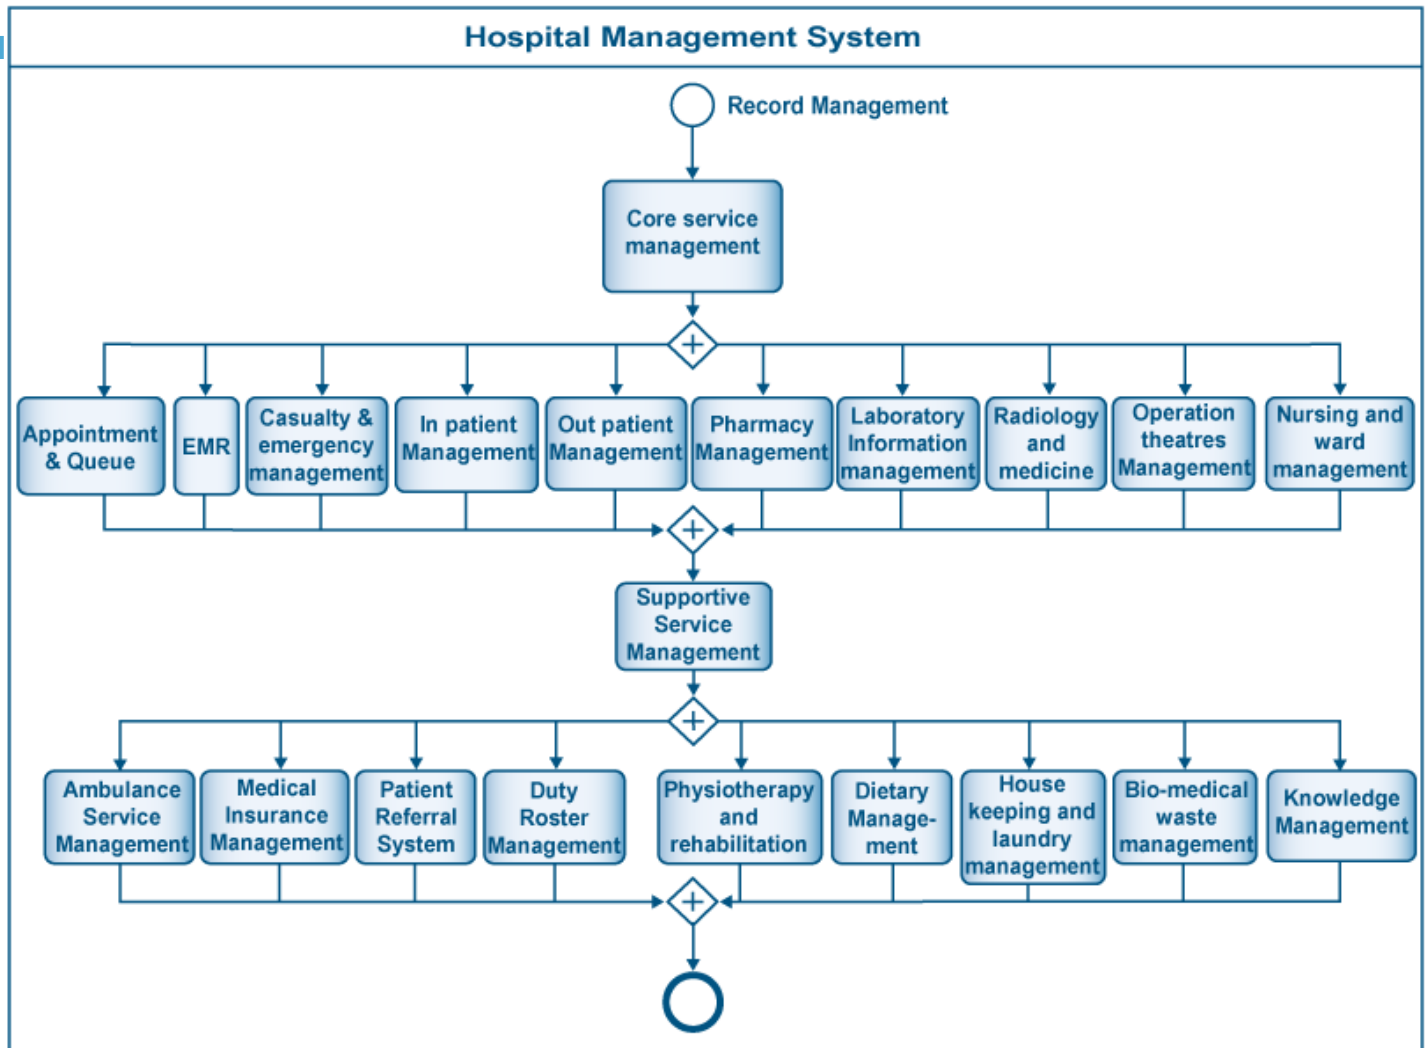 Hospital Management System
Record Management
Core service
management
Appointment
& Queue
EMR
Casualty &
emergency
management
In patient
Management
Out patient
Management
Pharmacy
Management
Laboratory
Information
management
Radiology
and
medicine
Operation
theatres
Management
Nursing and
ward
management
Supportive
Service
Management
Ambulance
Service
Management
Medical
Insurance
Management
Patient
Referral
System
Duty
Roster
Management
Physiotherapy
and
rehabilitation
Dietary
Manage-
ment
House
keeping and
laundry
management
Bio-medical
waste
management
Knowledge
Management